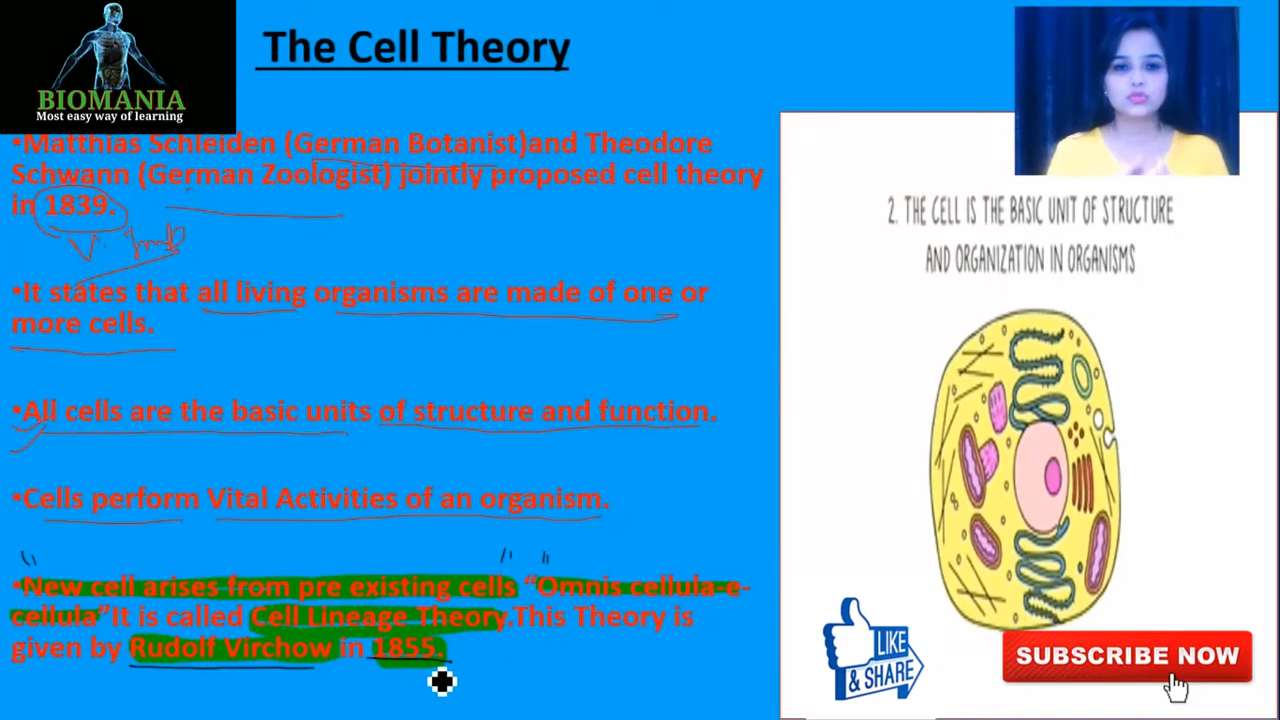 BIOMANIA
Most easy way of learning
The Cell Theory
•Matthias Schleiden (German Botanist)and Theodore
Schwann (German Zoologist) jointly proposed cell theory
in 1839.
V. Imp
•It states that all living organisms are made of one or
more cells.
•All cells are the basic units of structure and function.
•Cells perform Vital Activities of an organism.
•New cell arises from pre existing cells “Omnis cellula-e-
cellula”It is called Cell Lineage Theory.This Theory is
given by Rudolf Virchow in 1855.
2. THE CELL IS THE BASIC UNIT OF STRUCTURE
AND ORGANIZATION IN ORGANISMS
LIKE
& SHARE
SUBSCRIBE NOW